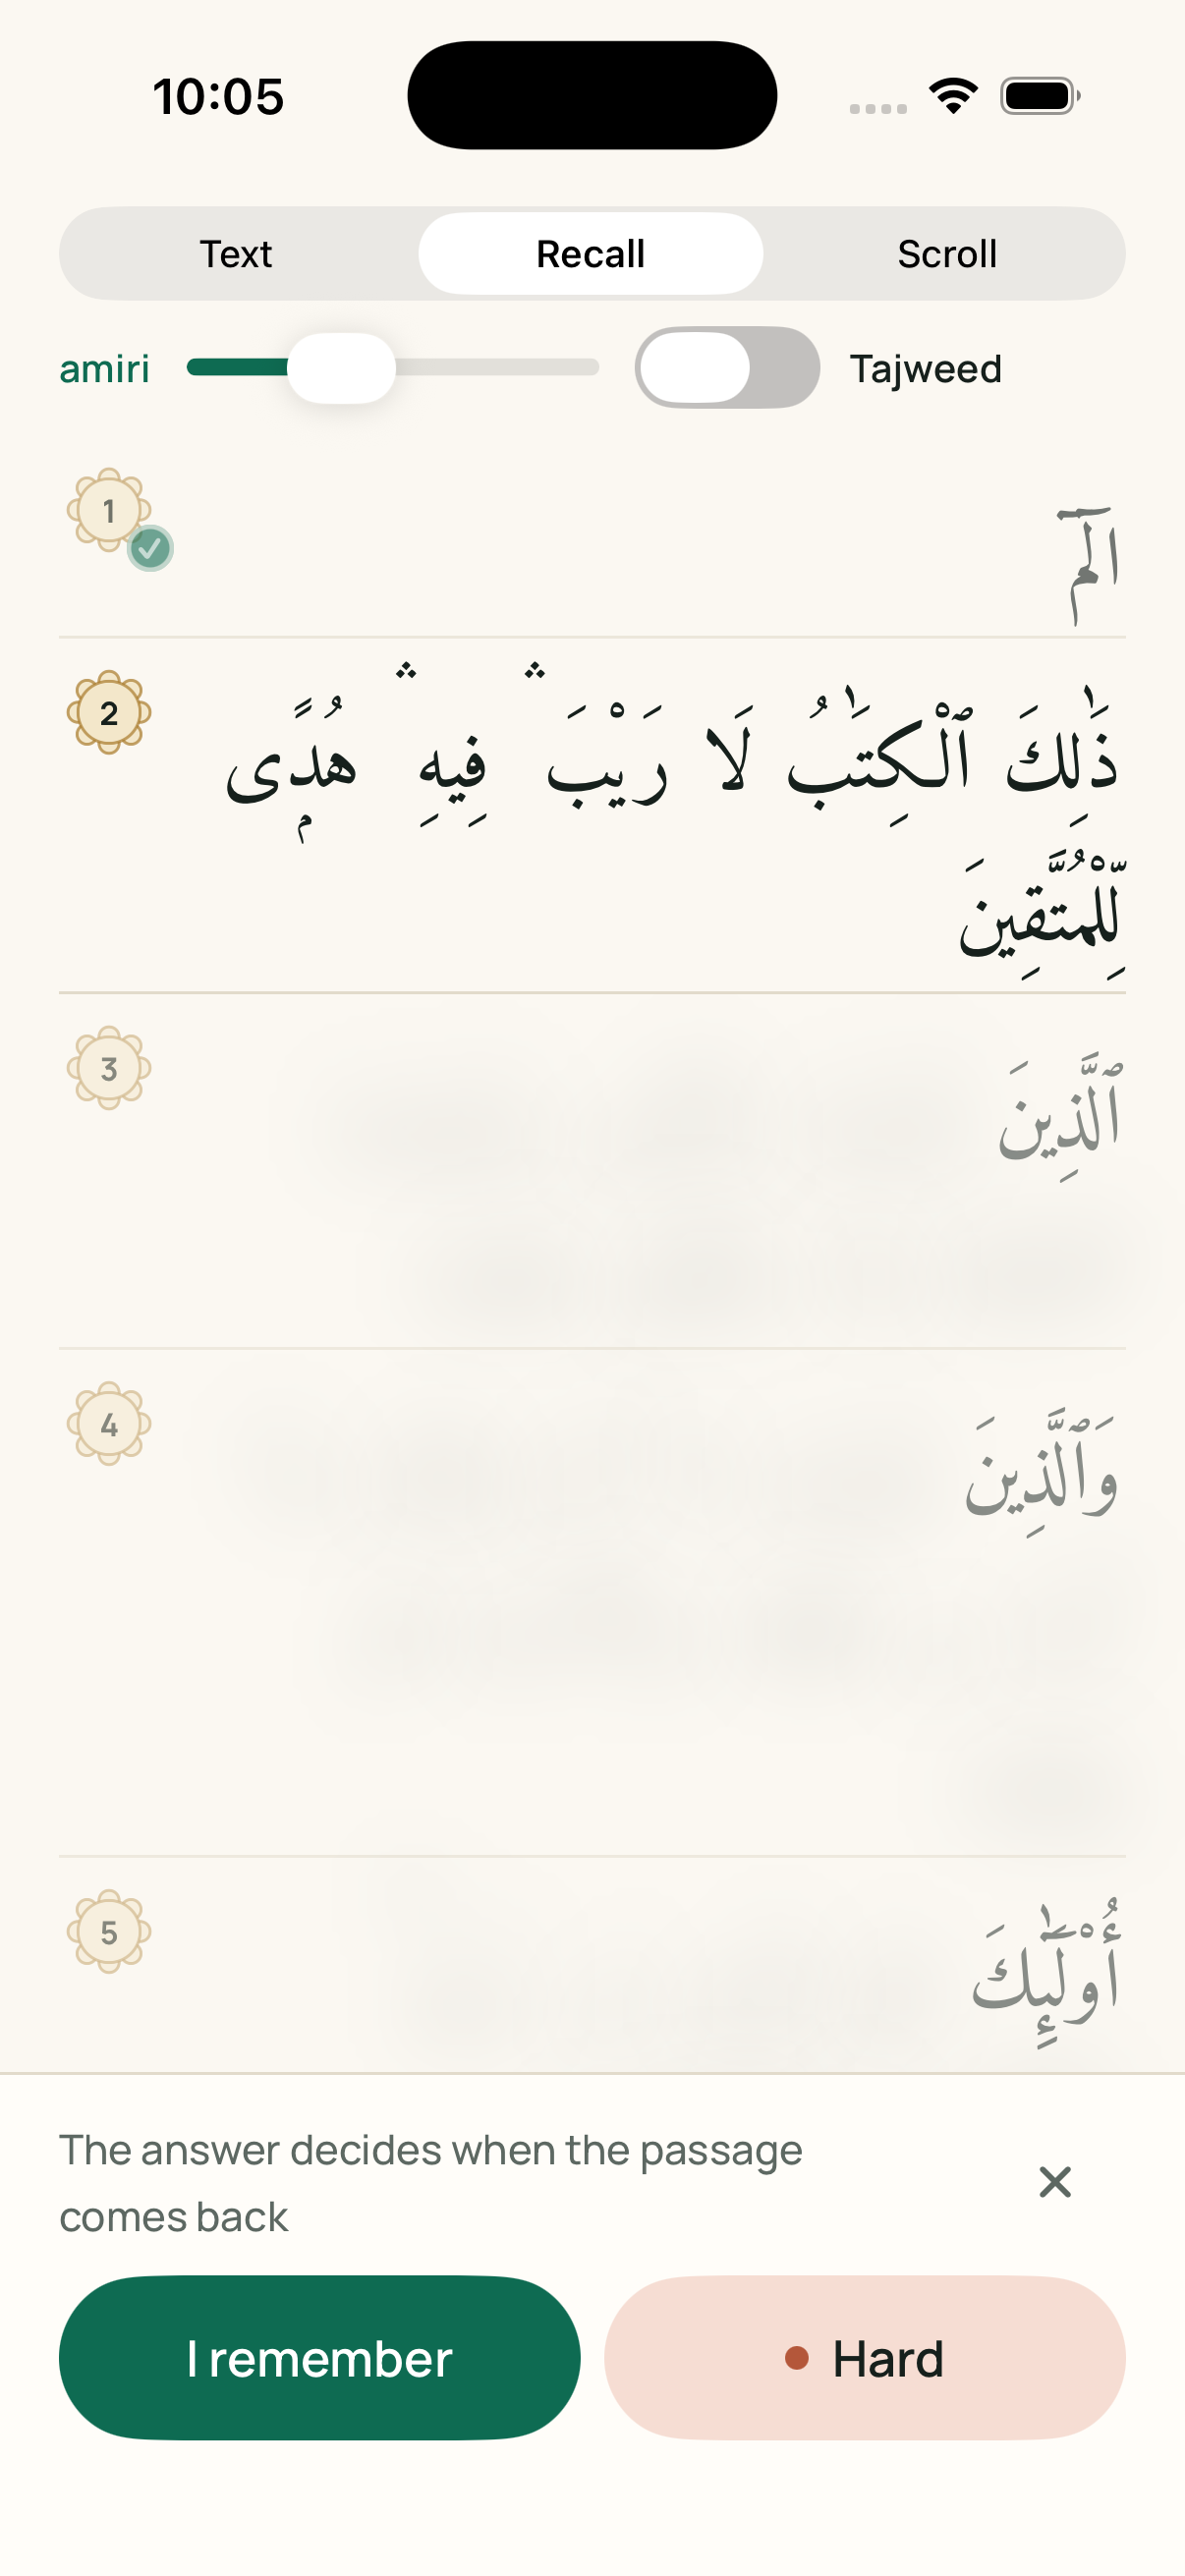 10:05
Text Recall Scroll
amiri Tajweed
1
الٓمٓ
2
ذَٰلِكَ ٱلْكِتَٰبُ لَا رَيْبَ ۛ فِيهِ ۛ هُدًۭى
لِّلْمُتَّقِينَ
3
ٱلَّذِينَ
4
وَٱلَّذِينَ
5
أُو۟لَٰٓئِكَ
The answer decides when the passage
comes back
I remember Hard